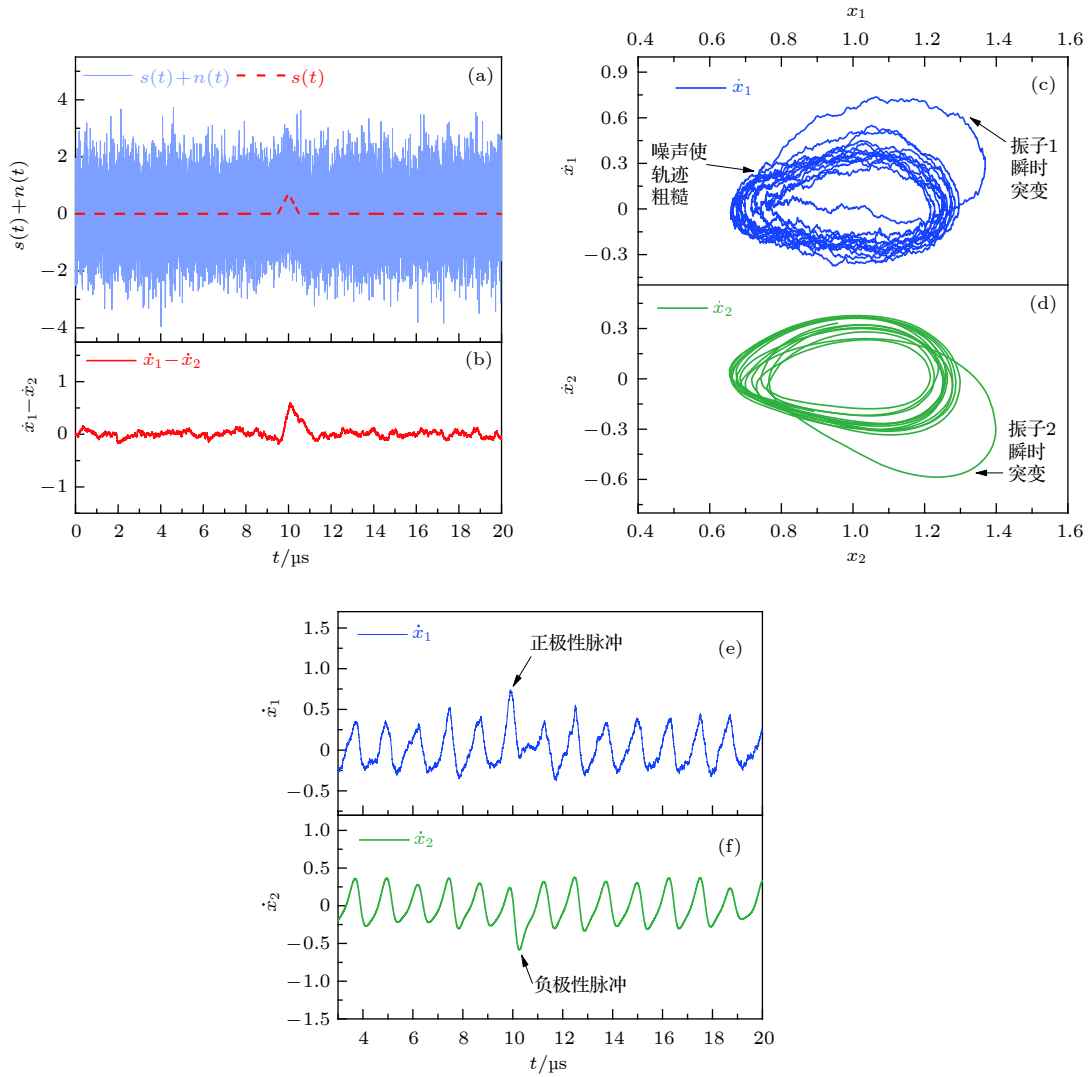 s(t)+n(t)
s(t)
(a)
4
2
0
−2
−4
s(t)+n(t)
ẋ₁−ẋ₂
(b)
1
0
−1
ẋ₁−ẋ₂
0 2 4 6 8 10 12 14 16 18 20
t/μs
x₁
0.4 0.6 0.8 1.0 1.2 1.4 1.6
0.9
0.6
0.3
0
−0.3
ẋ₁
ẋ₁
(c)
噪声使
轨迹
粗糙
振子1
瞬时
突变
ẋ₂
(d)
0.3
0
−0.3
−0.6
ẋ₂
振子2
瞬时
突变
0.4 0.6 0.8 1.0 1.2 1.4 1.6
x₂
ẋ₁
正极性脉冲
(e)
1.5
1.0
0.5
0
−0.5
ẋ₁
ẋ₂
(f)
1.0
0.5
0
−0.5
−1.0
−1.5
ẋ₂
负极性脉冲
4 6 8 10 12 14 16 18 20
t/μs